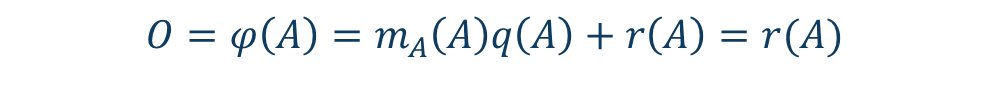 𝑂 = 𝜑(𝐴) = 𝑚_𝐴(𝐴)𝑞(𝐴) + 𝑟(𝐴) = 𝑟(𝐴)